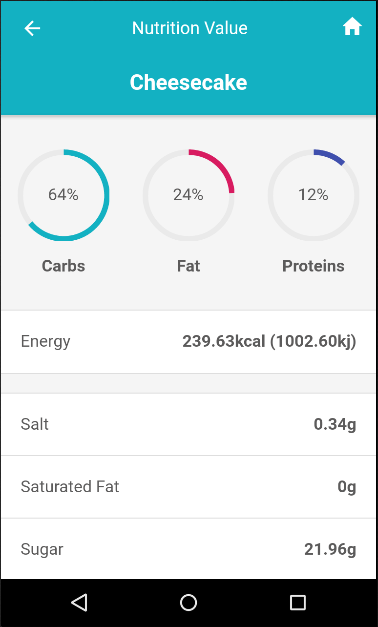 Nutrition Value
Cheesecake
64% 24% 12%
Carbs Fat Proteins
Energy 239.63kcal (1002.60kj)
Salt 0.34g
Saturated Fat 0g
Sugar 21.96g